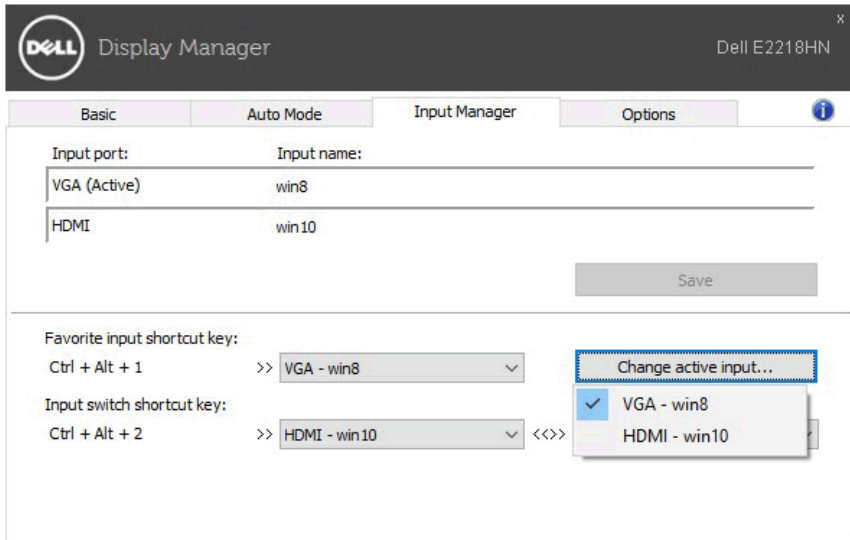 x
DELL Display Manager Dell E2218HN
Basic Auto Mode Input Manager Options i
Input port: Input name:
VGA (Active) win8
HDMI win10
Save
Favorite input shortcut key:
Ctrl + Alt + 1 >> VGA - win8 Change active input...
Input switch shortcut key: VGA - win8
Ctrl + Alt + 2 >> HDMI - win10 <<>> HDMI - win10